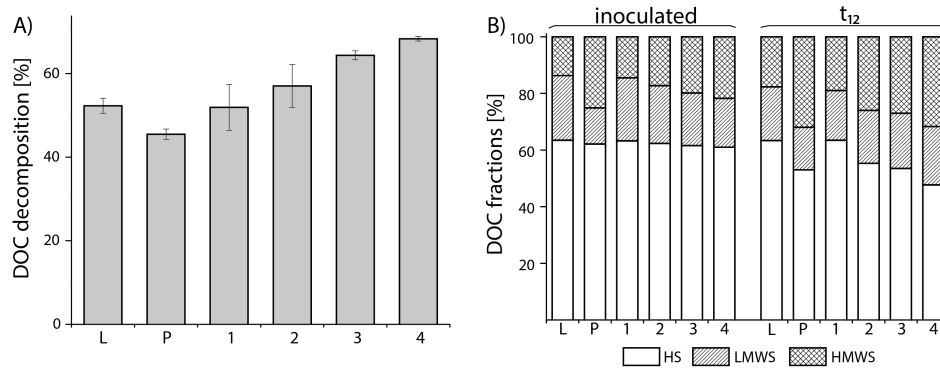 A)
DOC decomposition [%]
60
40
20
0
L P 1 2 3 4
B)
inoculated t₁₂
DOC fractions [%]
100
80
60
40
20
L P 1 2 3 4 L P 1 2 3 4
HS LMWS HMWS